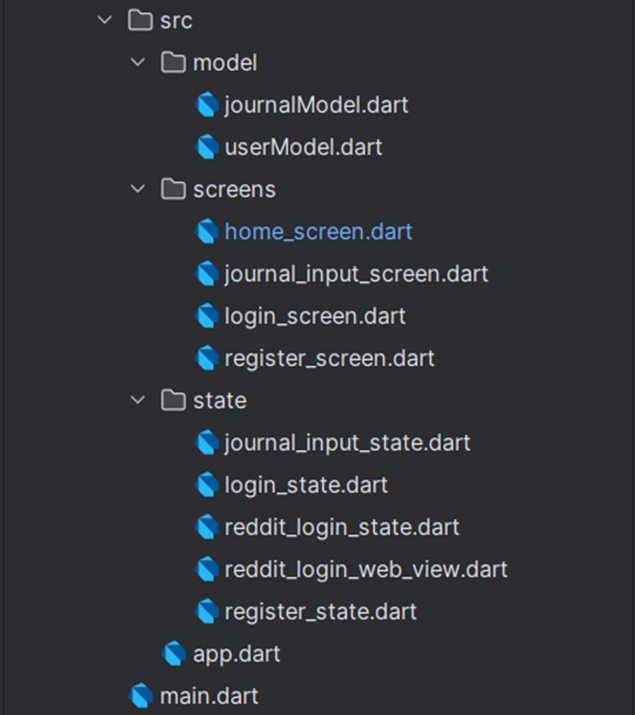 src
model
journalModel.dart
userModel.dart
screens
home_screen.dart
journal_input_screen.dart
login_screen.dart
register_screen.dart
state
journal_input_state.dart
login_state.dart
reddit_login_state.dart
reddit_login_web_view.dart
register_state.dart
app.dart
main.dart